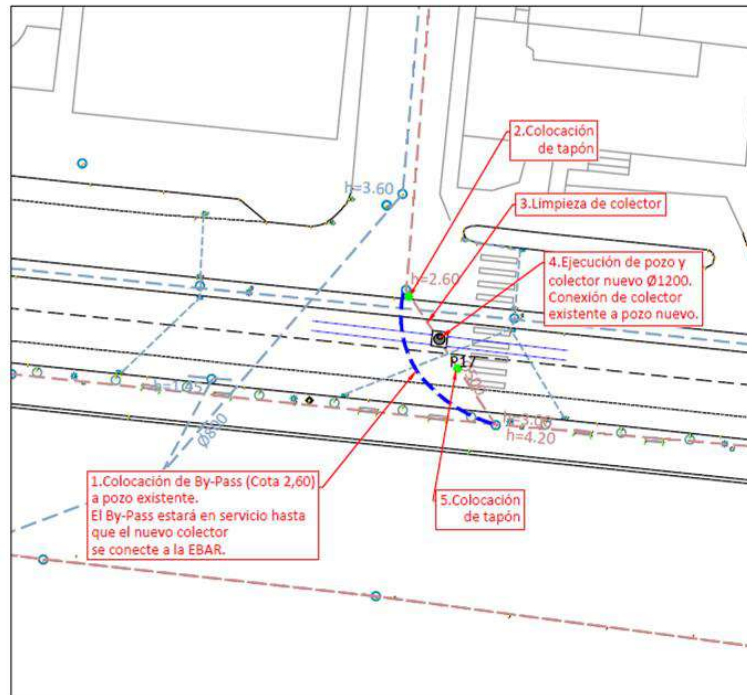 2.Colocación
de tapón
h=3.60
3.Limpieza de colector
4.Ejecución de pozo y
colector nuevo Ø1200.
Conexión de colector
existente a pozo nuevo.
h=2.60
P17
Ø800
h=4.20
1.Colocación de By-Pass (Cota 2,60)
a pozo existente.
El By-Pass estará en servicio hasta
que el nuevo colector
se conecte a la EBAR.
5.Colocación
de tapón